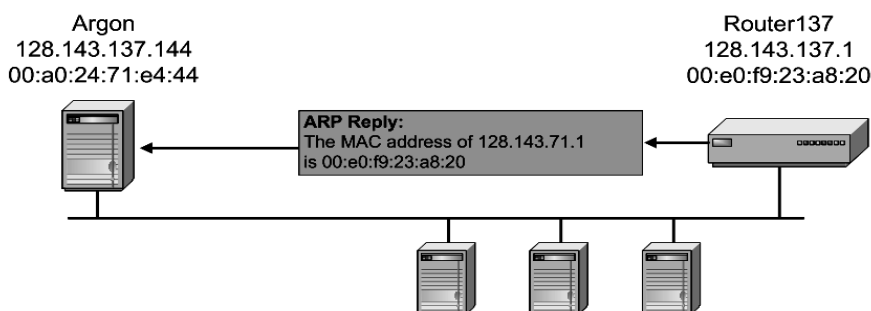 Argon
128.143.137.144
00:a0:24:71:e4:44
Router137
128.143.137.1
00:e0:f9:23:a8:20
ARP Reply:
The MAC address of 128.143.71.1
is 00:e0:f9:23:a8:20